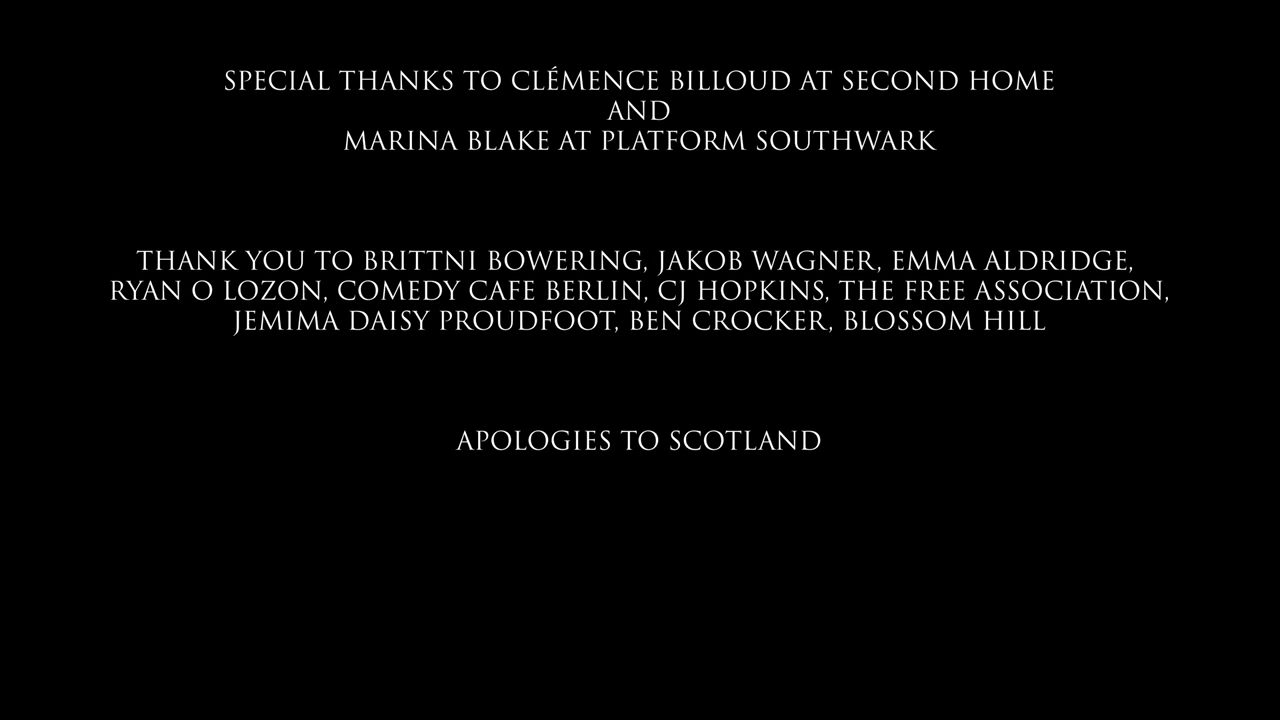 SPECIAL THANKS TO CLÉMENCE BILLOUD AT SECOND HOME
AND
MARINA BLAKE AT PLATFORM SOUTHWARK
THANK YOU TO BRITTNI BOWERING, JAKOB WAGNER, EMMA ALDRIDGE,
RYAN O LOZON, COMEDY CAFE BERLIN, CJ HOPKINS, THE FREE ASSOCIATION,
JEMIMA DAISY PROUDFOOT, BEN CROCKER, BLOSSOM HILL
APOLOGIES TO SCOTLAND